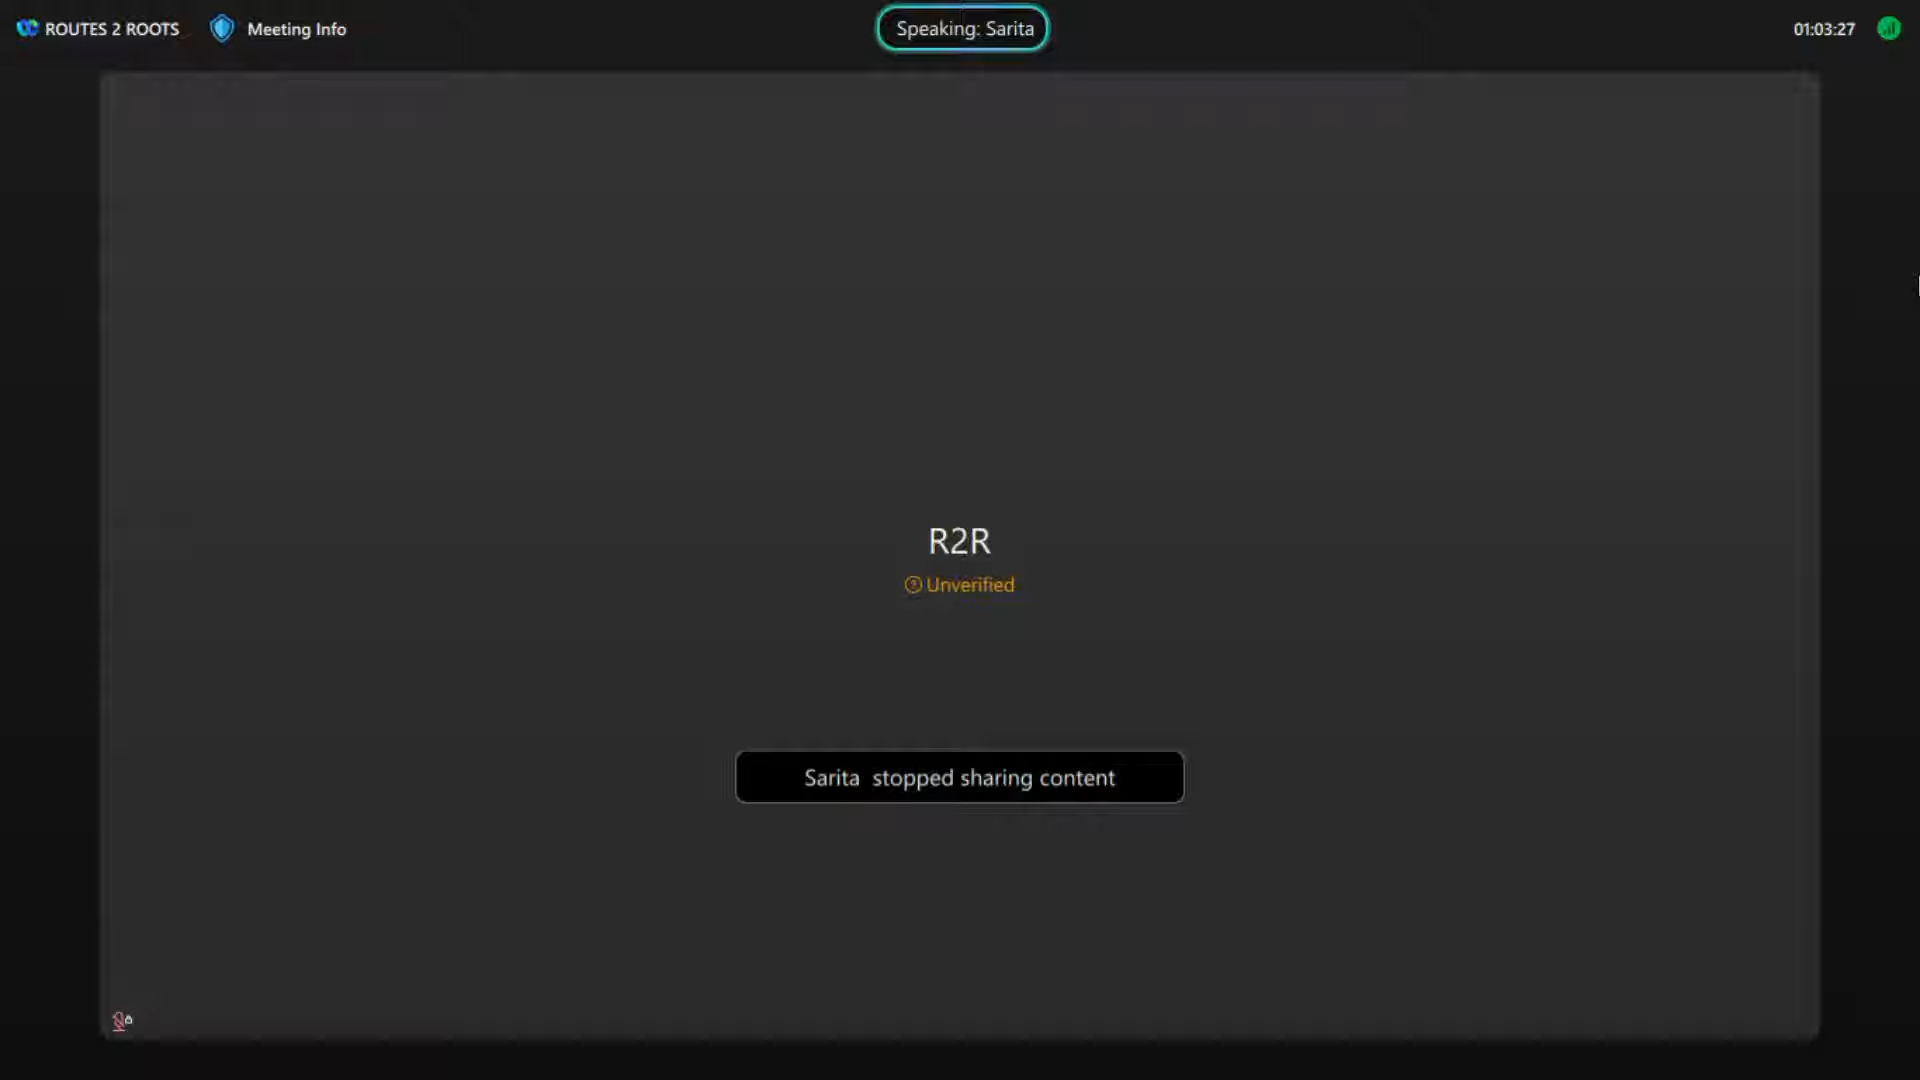 ROUTES 2 ROOTS
Meeting Info
Speaking: Sarita
01:03:27
R2R
Unverified
Sarita stopped sharing content